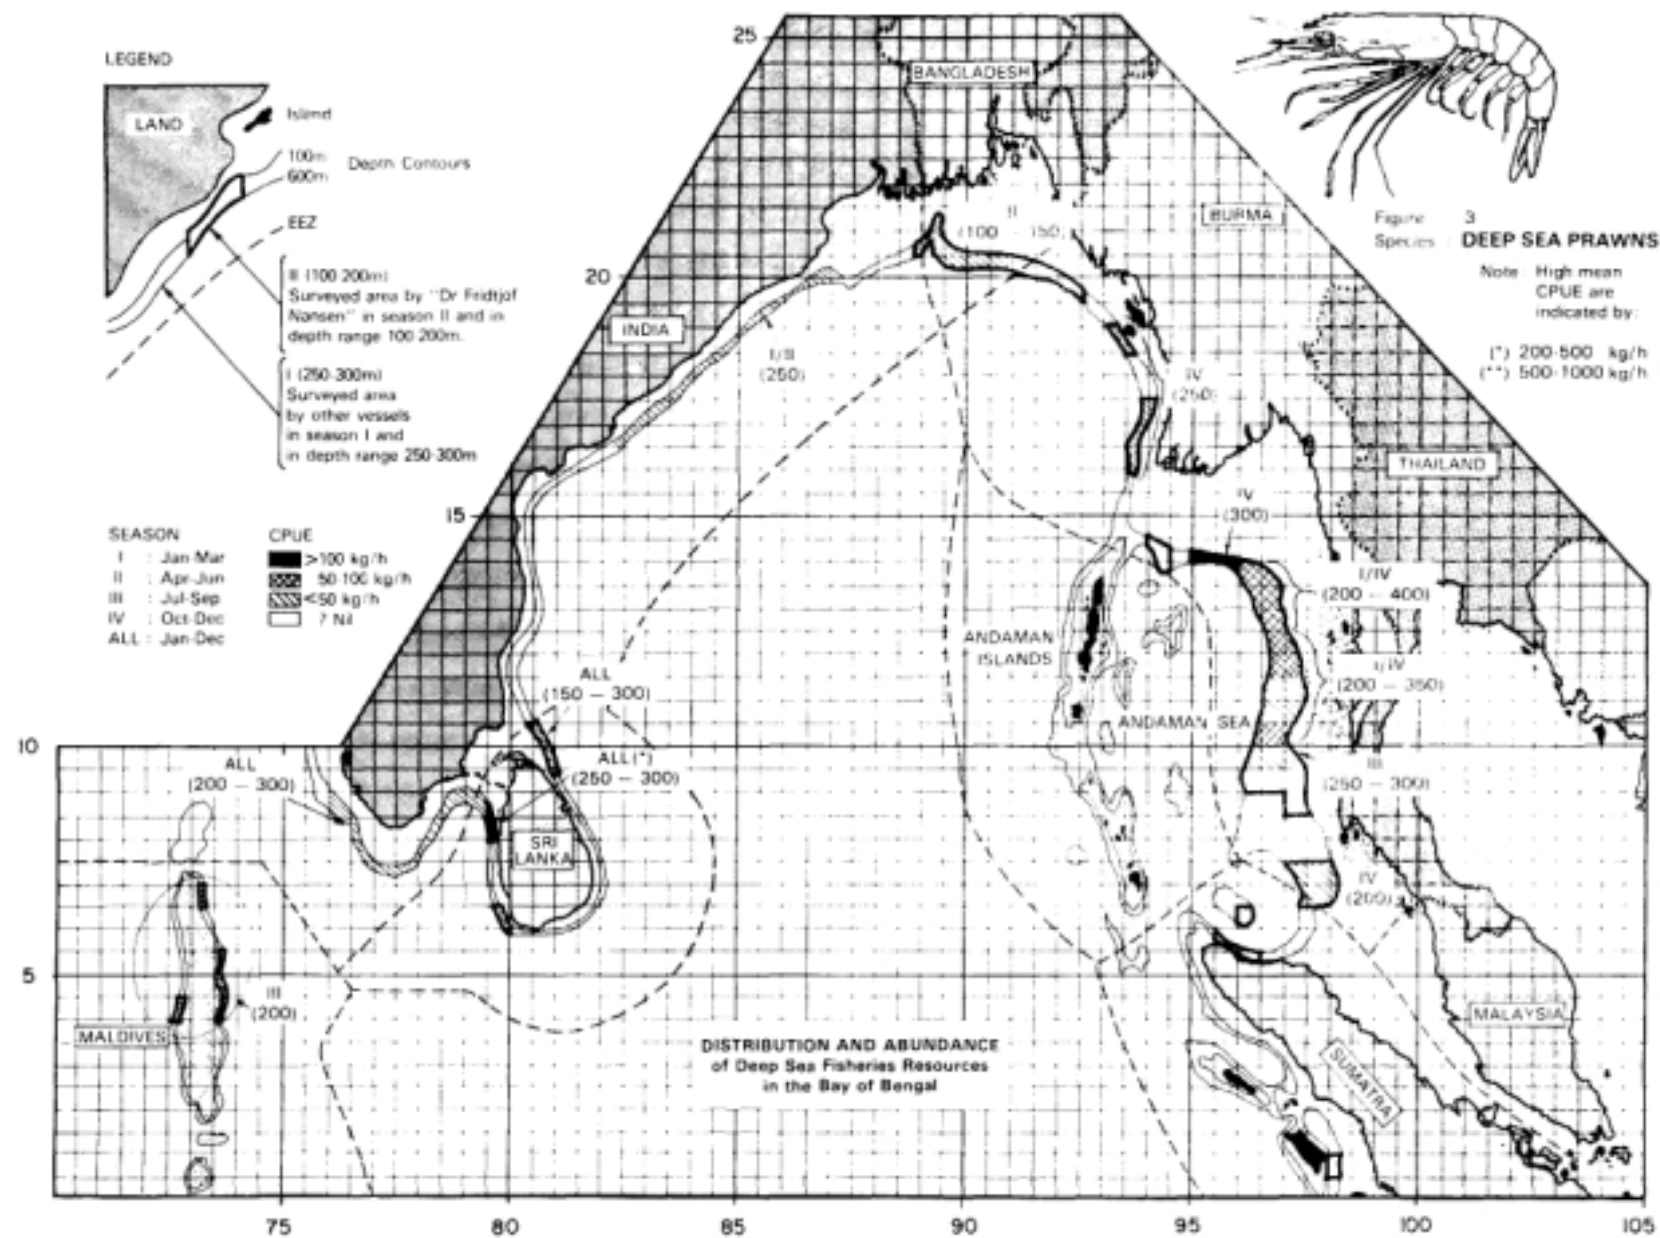 LEGEND
LAND
Island
100m
600m
Depth Contours
EEZ
III (100-200m)
Surveyed area by "Dr Fridtjof
Nansen" in season II and in
depth range 100-200m.
I (250-300m)
Surveyed area
by other vessels
in season I and
in depth range 250-300m
SEASON
I : Jan-Mar
II : Apr-Jun
III : Jul-Sep
IV : Oct-Dec
ALL : Jan-Dec
CPUE
>100 kg/h
50-100 kg/h
<50 kg/h
? Nil
Figure 3
Species : DEEP SEA PRAWNS
Note High mean
CPUE are
indicated by:
(*) 200-500 kg/h
(**) 500-1000 kg/h
25
20
15
10
5
BANGLADESH
BURMA
INDIA
THAILAND
II
(100 - 150)
I/II
(250)
IV
(250)
IV
(300)
I/IV
(200 - 400)
I/IV
(200 - 350)
III
(250 - 300)
IV
(200)
ANDAMAN
ISLANDS
ANDAMAN SEA
ALL
(150 - 300)
ALL(*)
(250 - 300)
ALL
(200 - 300)
SRI
LANKA
III
(200)
MALDIVES
MALAYSIA
SUMATRA
DISTRIBUTION AND ABUNDANCE
of Deep Sea Fisheries Resources
in the Bay of Bengal
75
80
85
90
95
100
105